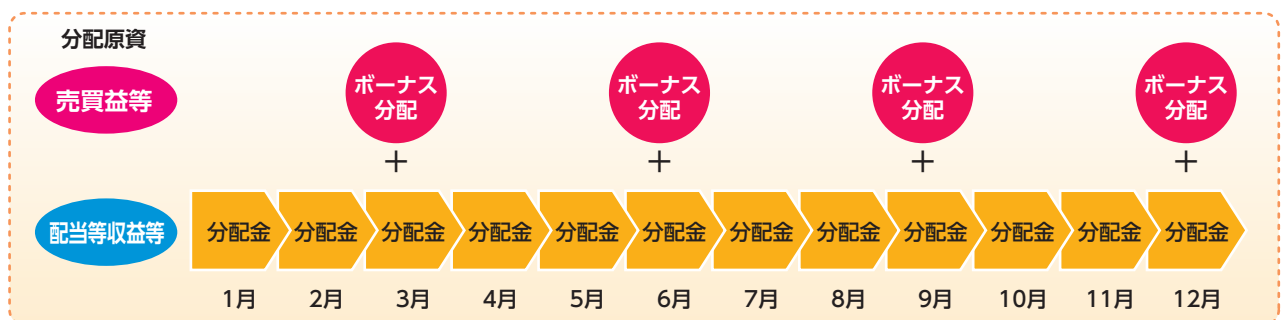 分配原資
売買益等
ボーナス
分配
ボーナス
分配
ボーナス
分配
ボーナス
分配
+ + + +
配当等収益等
分配金 分配金 分配金 分配金 分配金 分配金 分配金 分配金 分配金 分配金 分配金 分配金
1月 2月 3月 4月 5月 6月 7月 8月 9月 10月 11月 12月